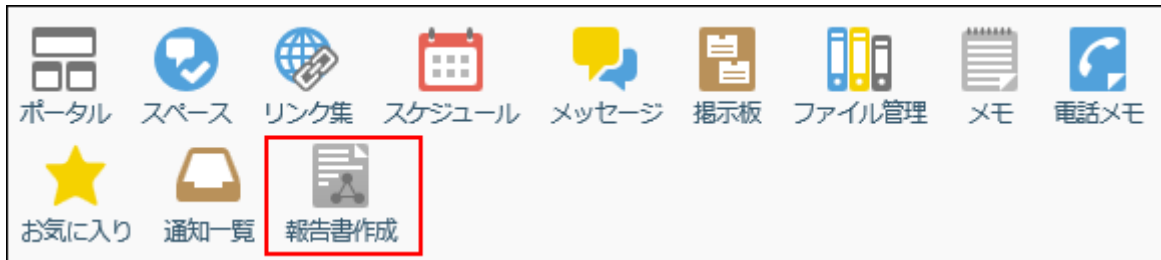 ポータル スペース リンク集 スケジュール メッセージ 掲示板 ファイル管理 メモ 電話メモ
お気に入り 通知一覧 報告書作成